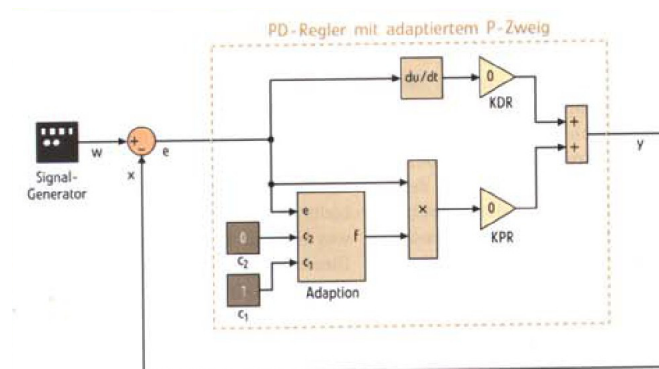 PD-Regler mit adaptiertem P-Zweig
du/dt
0
KDR
+
+
y
Signal-
Generator
w
+
−
e
x
e
c₂
c₁
f
Adaption
0
c₂
1
c₁
×
0
KPR